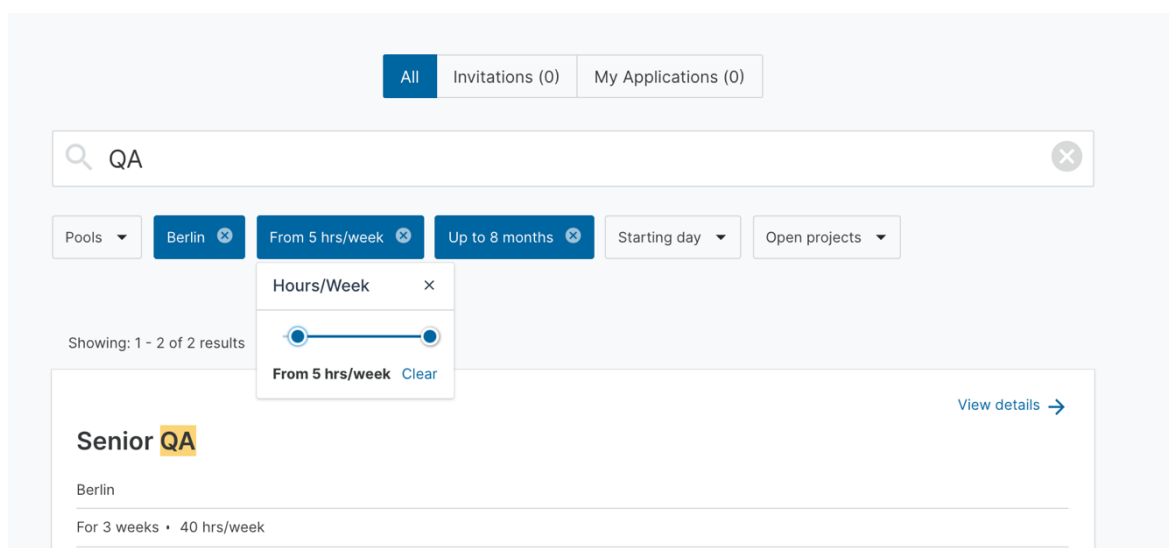 All Invitations (0) My Applications (0)
QA
Pools Berlin From 5 hrs/week Up to 8 months Starting day Open projects
Hours/Week
Showing: 1 - 2 of 2 results
From 5 hrs/week Clear
View details
Senior QA
Berlin
For 3 weeks • 40 hrs/week